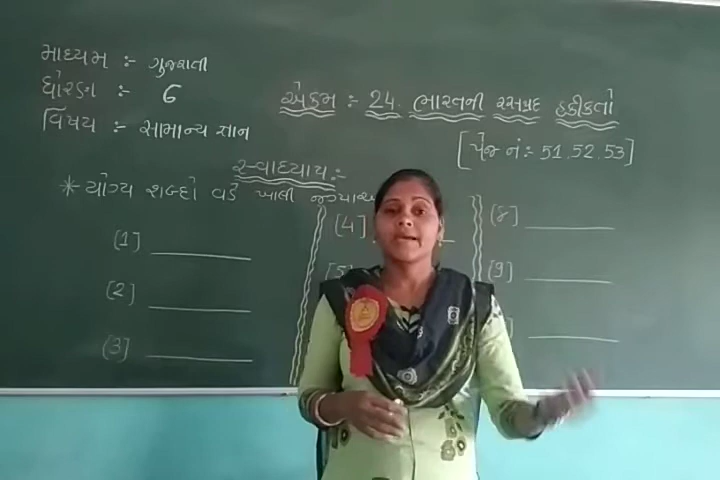 માધ્યમ :- ગુજરાતી
ધોરણ :- 6
વિષય :- સામાન્ય જ્ઞાન
એકમ :- 24. ભારતની રસપ્રદ હકીકતો
[પેજ નં:- 51, 52, 53]
સ્વાધ્યાય :-
* યોગ્ય શબ્દો વડે ખાલી
[1]
[2]
[3]
[4]
[5]
[9]